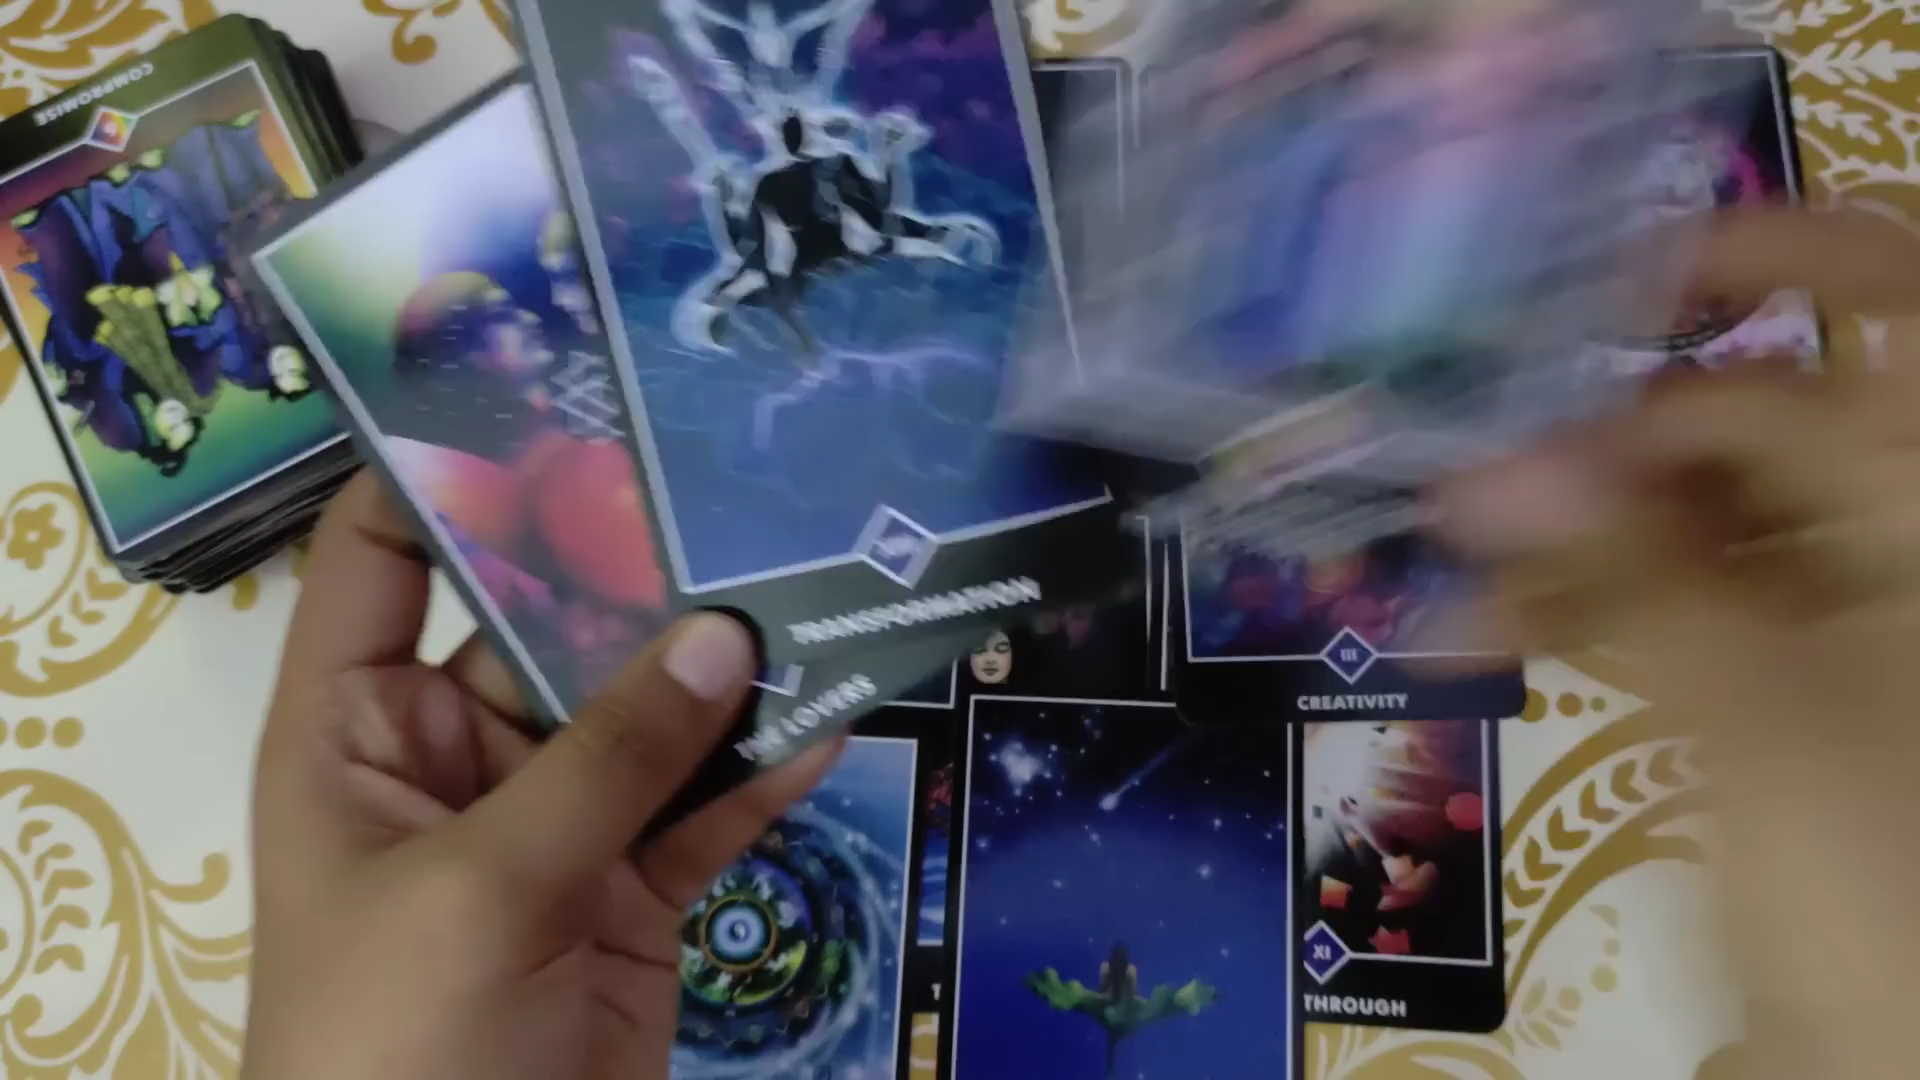 COMPROMISE
TRANSFORMATION
THE LOVERS
III
CREATIVITY
XI
THROUGH